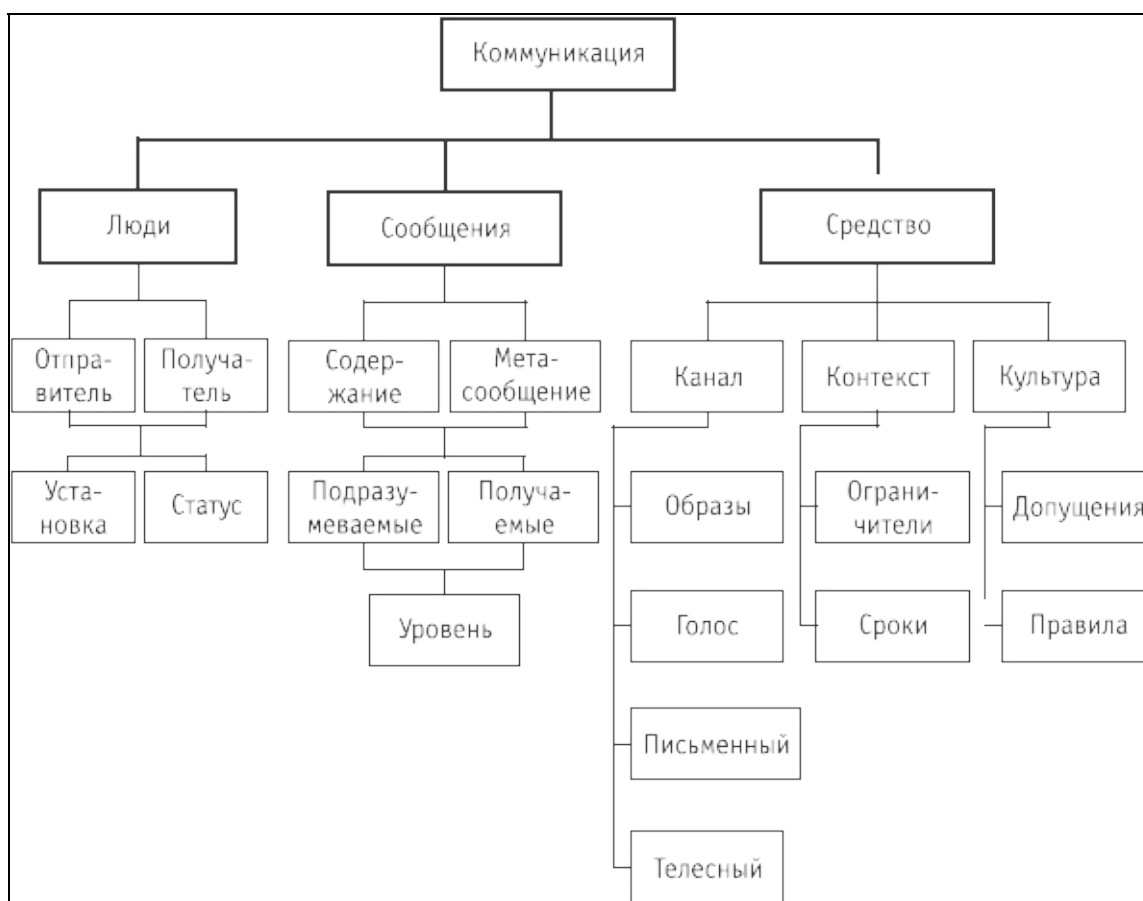 Коммуникация
Люди
Сообщения
Средство
Отпра-
витель
Получа-
тель
Содер-
жание
Мета-
сообщение
Канал
Контекст
Культура
Уста-
новка
Статус
Подразу-
меваемые
Получа-
емые
Образы
Ограни-
чители
Допущения
Уровень
Голос
Сроки
Правила
Письменный
Телесный